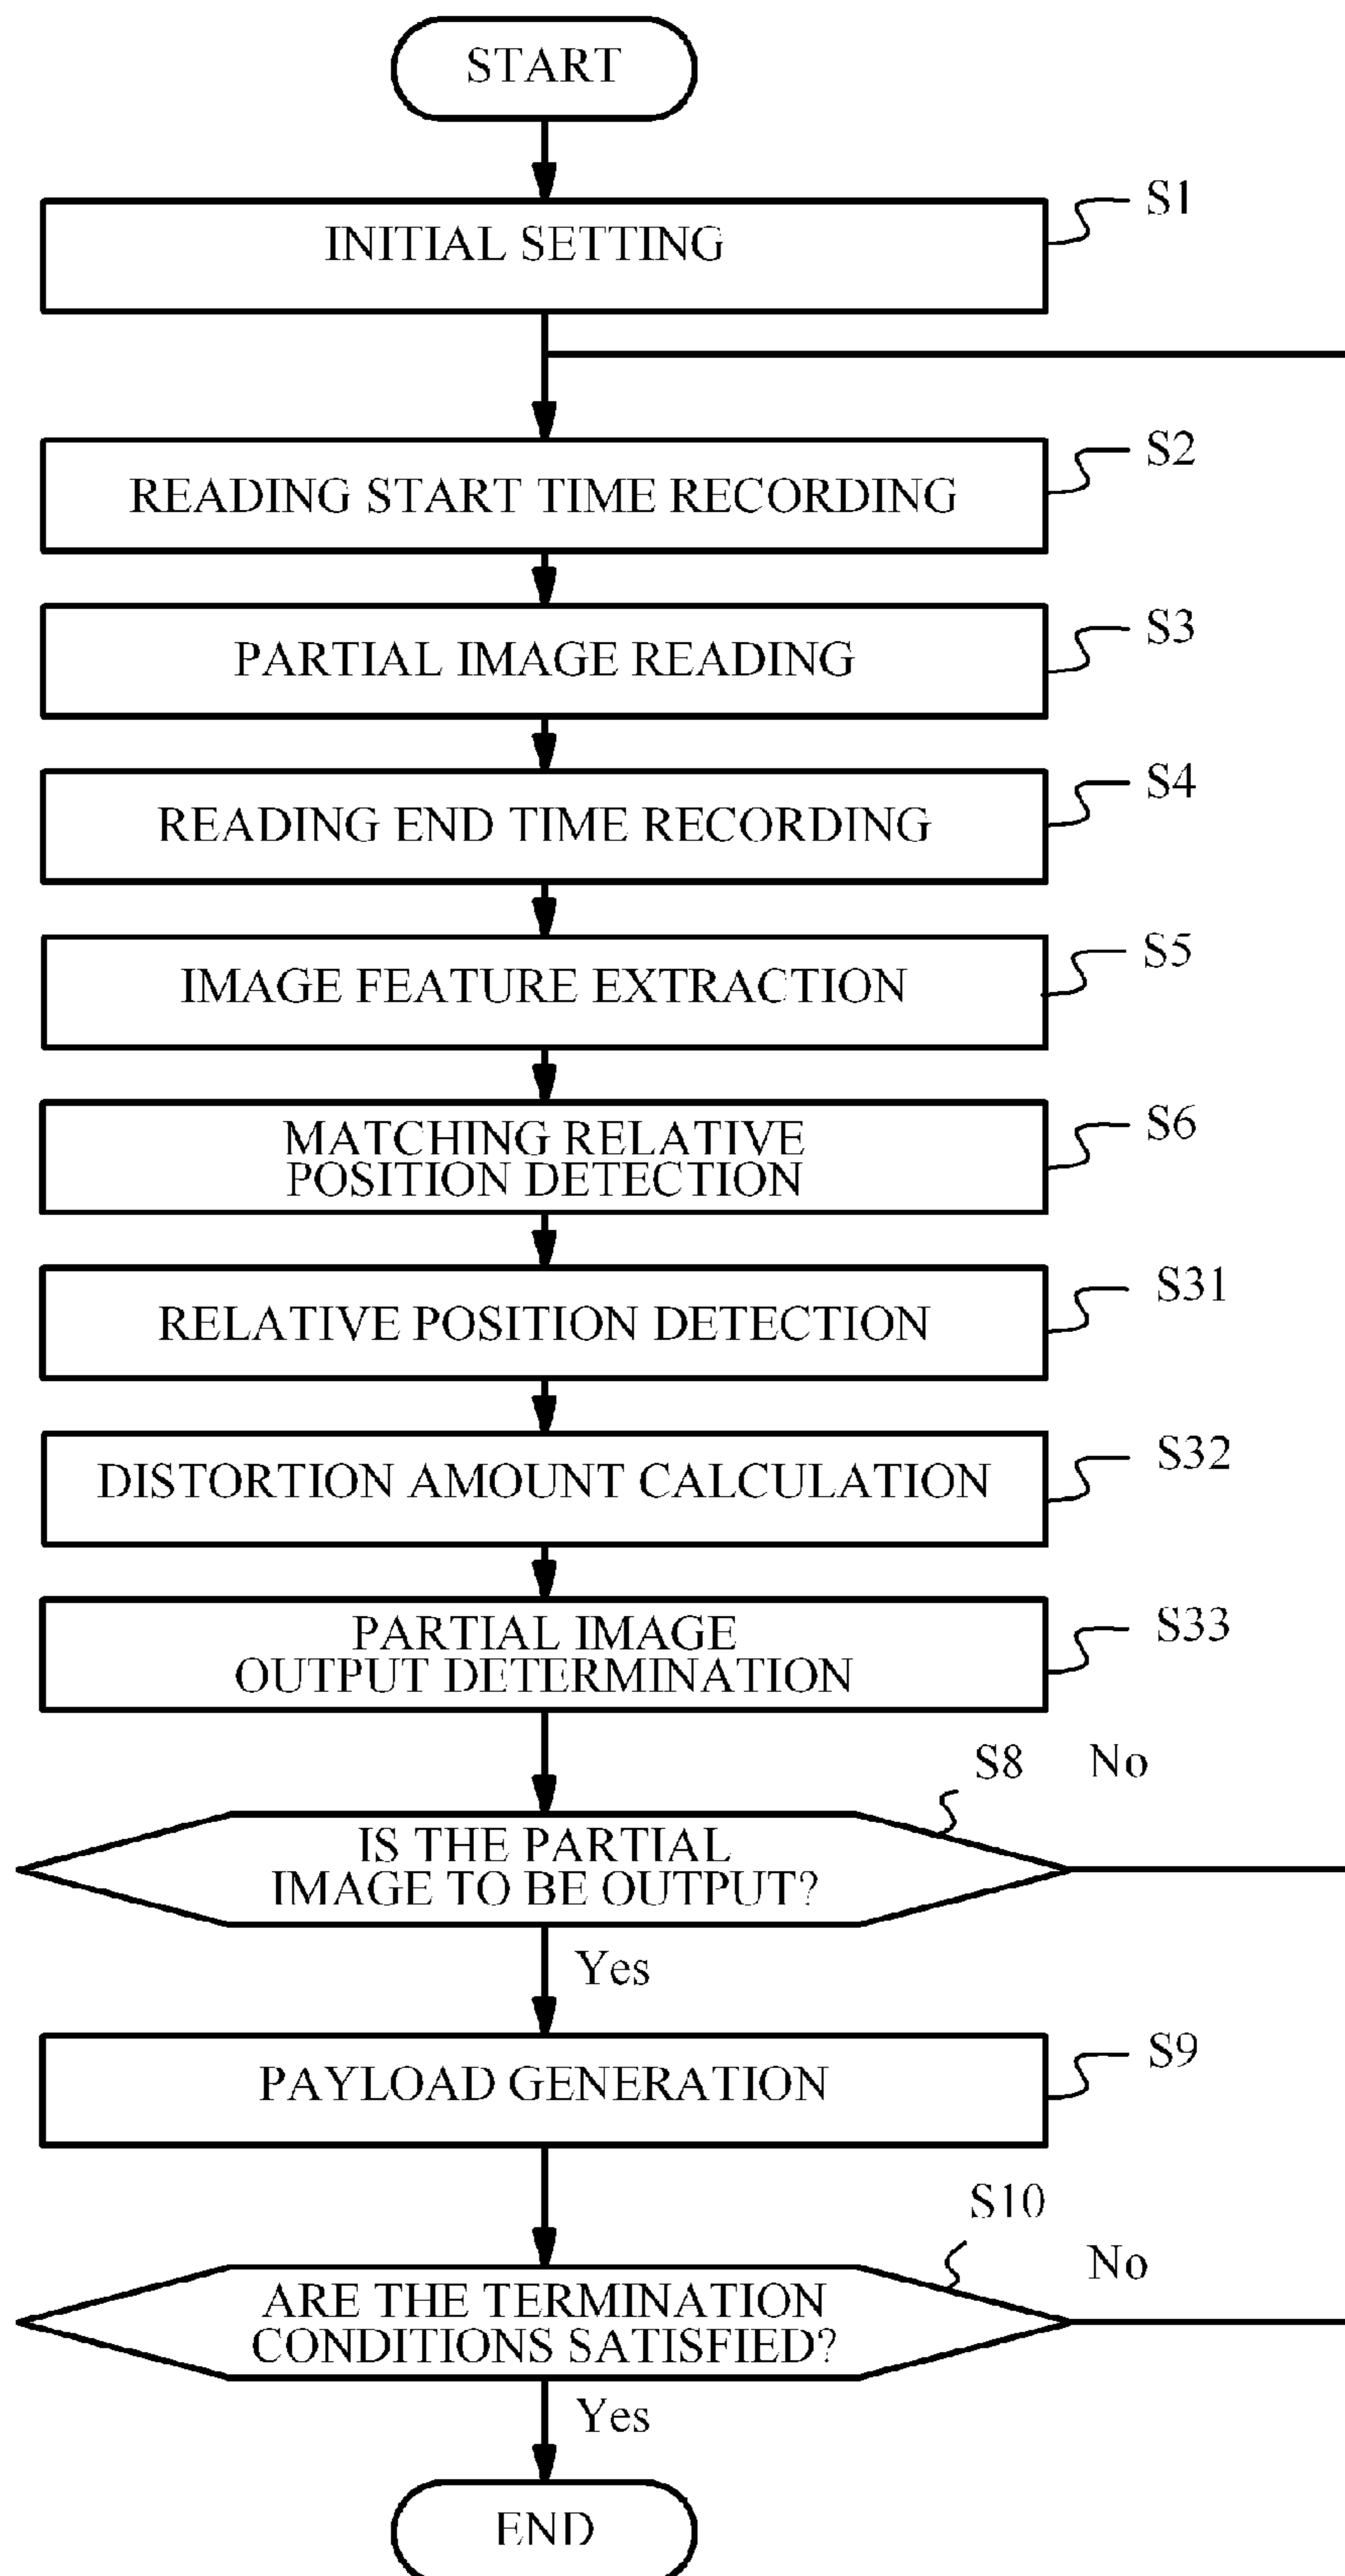 START
INITIAL SETTING
S1
READING START TIME RECORDING
S2
PARTIAL IMAGE READING
S3
READING END TIME RECORDING
S4
IMAGE FEATURE EXTRACTION
S5
MATCHING RELATIVE
POSITION DETECTION
S6
RELATIVE POSITION DETECTION
S31
DISTORTION AMOUNT CALCULATION
S32
PARTIAL IMAGE
OUTPUT DETERMINATION
S33
S8
No
IS THE PARTIAL
IMAGE TO BE OUTPUT?
Yes
PAYLOAD GENERATION
S9
S10
No
ARE THE TERMINATION
CONDITIONS SATISFIED?
Yes
END